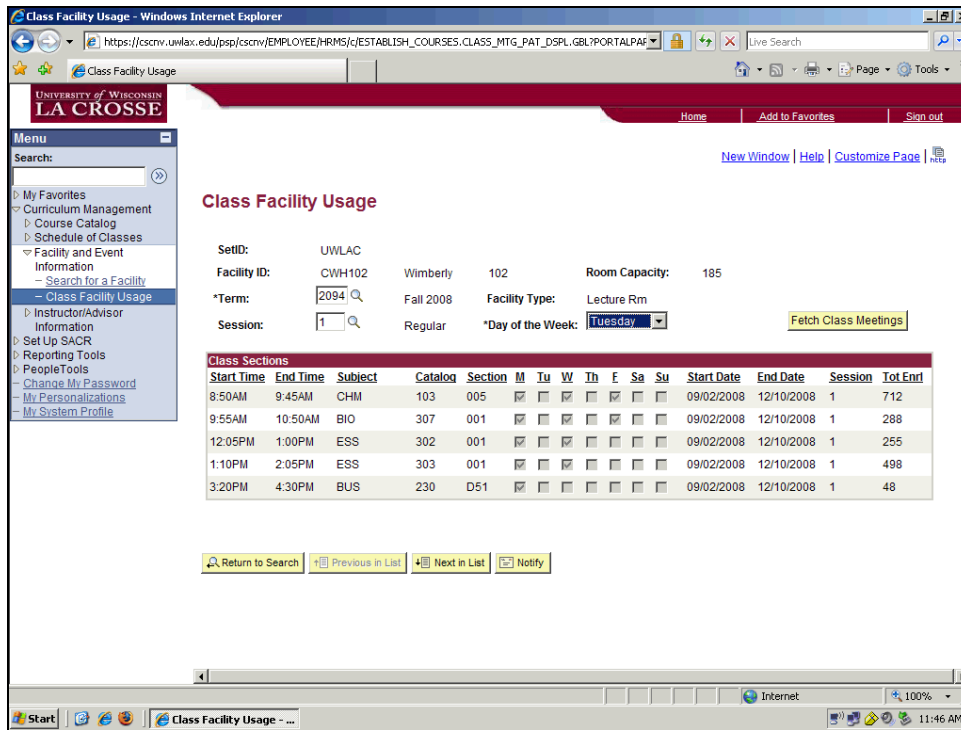 Class Facility Usage - Windows Internet Explorer
https://cscnv.uwlax.edu/psp/cscnv/EMPLOYEE/HRMS/c/ESTABLISH_COURSES.CLASS_MTG_PAT_DSPL.GBL?PORTALPAF
Live Search
Class Facility Usage
Page
Tools
UNIVERSITY of WISCONSIN
LA CROSSE
Home
Add to Favorites
Sign out
Menu
Search:
My Favorites
Curriculum Management
Course Catalog
Schedule of Classes
Facility and Event
Information
– Search for a Facility
– Class Facility Usage
Instructor/Advisor
Information
Set Up SACR
Reporting Tools
PeopleTools
– Change My Password
– My Personalizations
– My System Profile
New Window | Help | Customize Page |
Class Facility Usage
SetID: UWLAC
Facility ID: CWH102 Wimberly 102 Room Capacity: 185
*Term: 2094 Fall 2008 Facility Type: Lecture Rm
Session: 1 Regular *Day of the Week: Tuesday Fetch Class Meetings
Class Sections
Start Time End Time Subject Catalog Section M Tu W Th F Sa Su Start Date End Date Session Tot Enrl
8:50AM 9:45AM CHM 103 005 09/02/2008 12/10/2008 1 712
9:55AM 10:50AM BIO 307 001 09/02/2008 12/10/2008 1 288
12:05PM 1:00PM ESS 302 001 09/02/2008 12/10/2008 1 255
1:10PM 2:05PM ESS 303 001 09/02/2008 12/10/2008 1 498
3:20PM 4:30PM BUS 230 D51 09/02/2008 12/10/2008 1 48
Return to Search Previous in List Next in List Notify
Internet 100%
Start Class Facility Usage - ... 11:46 AM